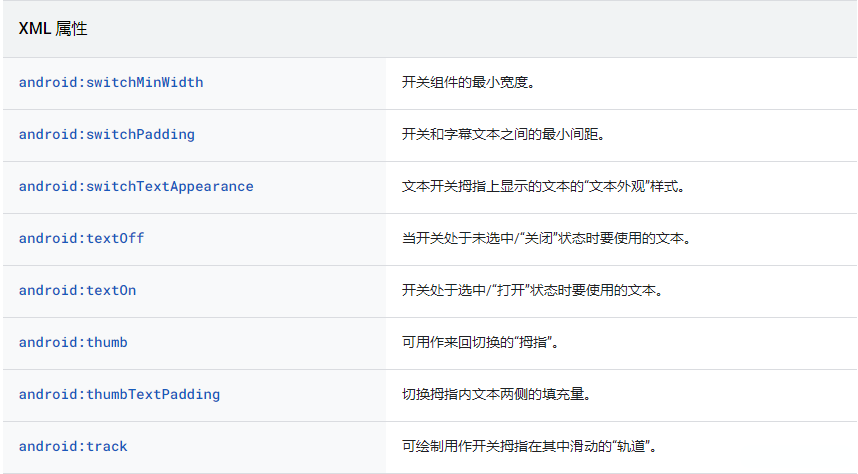 XML 属性
android:switchMinWidth 开关组件的最小宽度。
android:switchPadding 开关和字幕文本之间的最小间距。
android:switchTextAppearance 文本开关拇指上显示的文本的“文本外观”样式。
android:textOff 当开关处于未选中/“关闭”状态时要使用的文本。
android:textOn 开关处于选中/“打开”状态时要使用的文本。
android:thumb 可用作来回切换的“拇指”。
android:thumbTextPadding 切换拇指内文本两侧的填充量。
android:track 可绘制用作开关拇指在其中滑动的“轨道”。